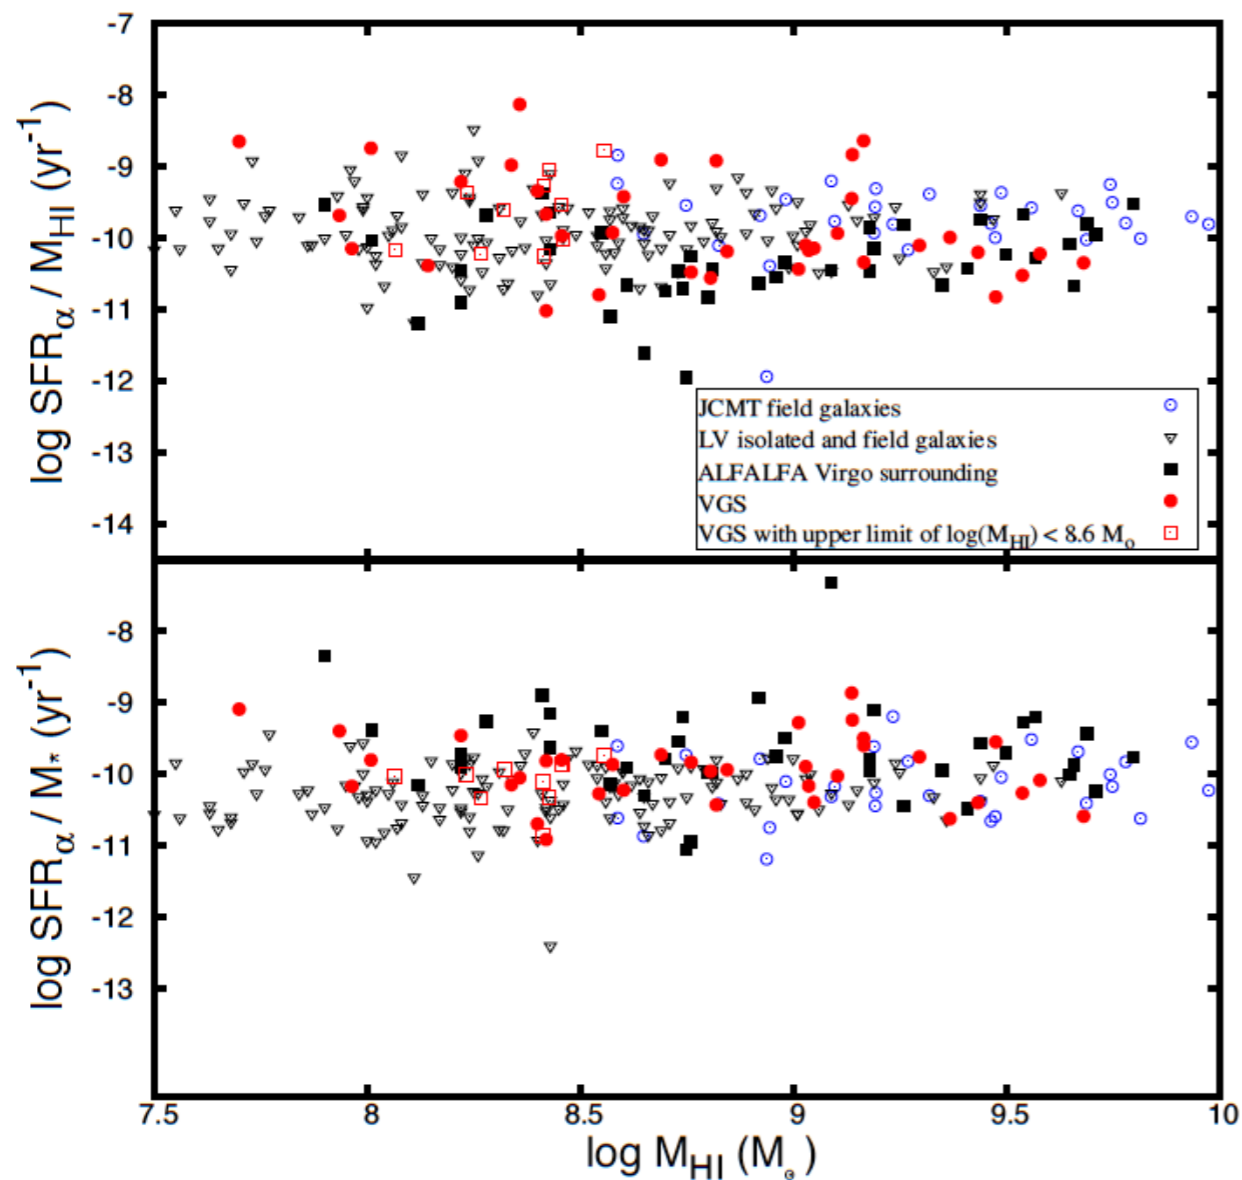 -7
-8
-9
-10
-11
-12
-13
-14
log SFRα / MHI (yr-1)
JCMT field galaxies
LV isolated and field galaxies
ALFALFA Virgo surrounding
VGS
VGS with upper limit of log(MHI) < 8.6 Mo
-8
-9
-10
-11
-12
-13
log SFRα / M* (yr-1)
7.5 8 8.5 9 9.5 10
log MHI (M☉)